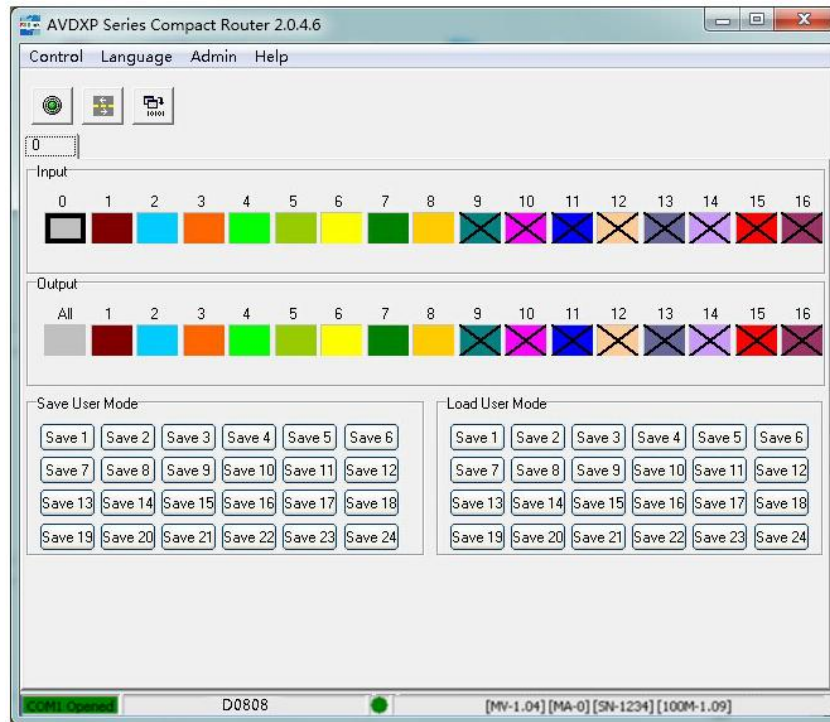 AVDXP Series Compact Router 2.0.4.6
Control Language Admin Help
10101
0
Input
0 1 2 3 4 5 6 7 8 9 10 11 12 13 14 15 16
Output
All 1 2 3 4 5 6 7 8 9 10 11 12 13 14 15 16
Save User Mode
Save 1 Save 2 Save 3 Save 4 Save 5 Save 6
Save 7 Save 8 Save 9 Save 10 Save 11 Save 12
Save 13 Save 14 Save 15 Save 16 Save 17 Save 18
Save 19 Save 20 Save 21 Save 22 Save 23 Save 24
Load User Mode
Save 1 Save 2 Save 3 Save 4 Save 5 Save 6
Save 7 Save 8 Save 9 Save 10 Save 11 Save 12
Save 13 Save 14 Save 15 Save 16 Save 17 Save 18
Save 19 Save 20 Save 21 Save 22 Save 23 Save 24
COM1 Opened D0808 [MV-1.04] [MA-0] [SN-1234] [100M-1.09]